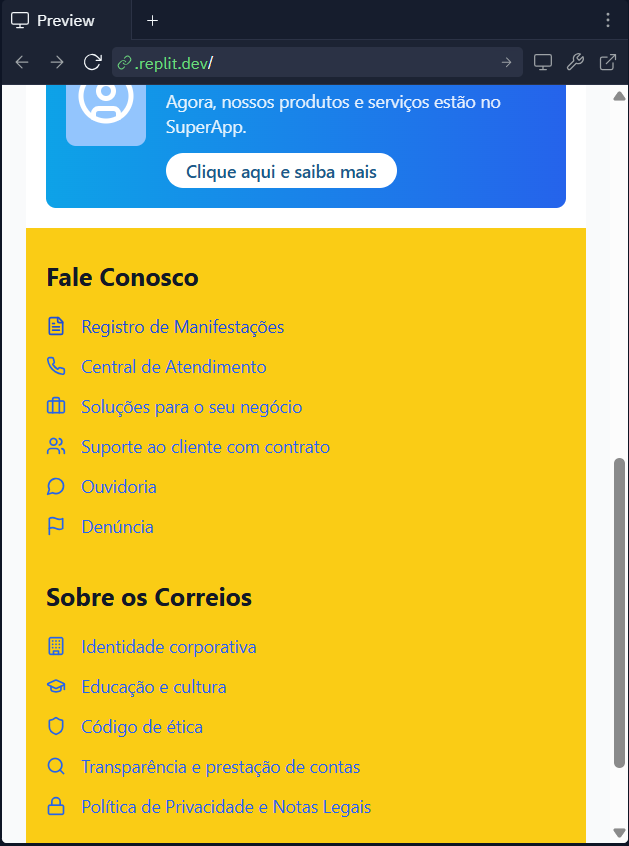 Preview
.replit.dev/
Agora, nossos produtos e serviços estão no
SuperApp.
Clique aqui e saiba mais
Fale Conosco
Registro de Manifestações
Central de Atendimento
Soluções para o seu negócio
Suporte ao cliente com contrato
Ouvidoria
Denúncia
Sobre os Correios
Identidade corporativa
Educação e cultura
Código de ética
Transparência e prestação de contas
Política de Privacidade e Notas Legais